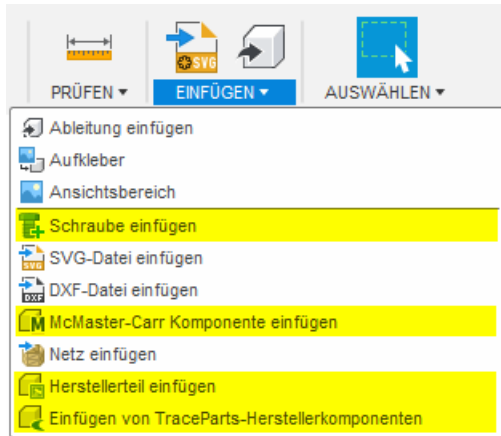 SVG
PRÜFEN ▾ EINFÜGEN ▾ AUSWÄHLEN ▾
Ableitung einfügen
Aufkleber
Ansichtsbereich
Schraube einfügen
SVG
SVG-Datei einfügen
DXF
DXF-Datei einfügen
M
McMaster-Carr Komponente einfügen
Netz einfügen
Herstellerteil einfügen
Einfügen von TraceParts-Herstellerkomponenten